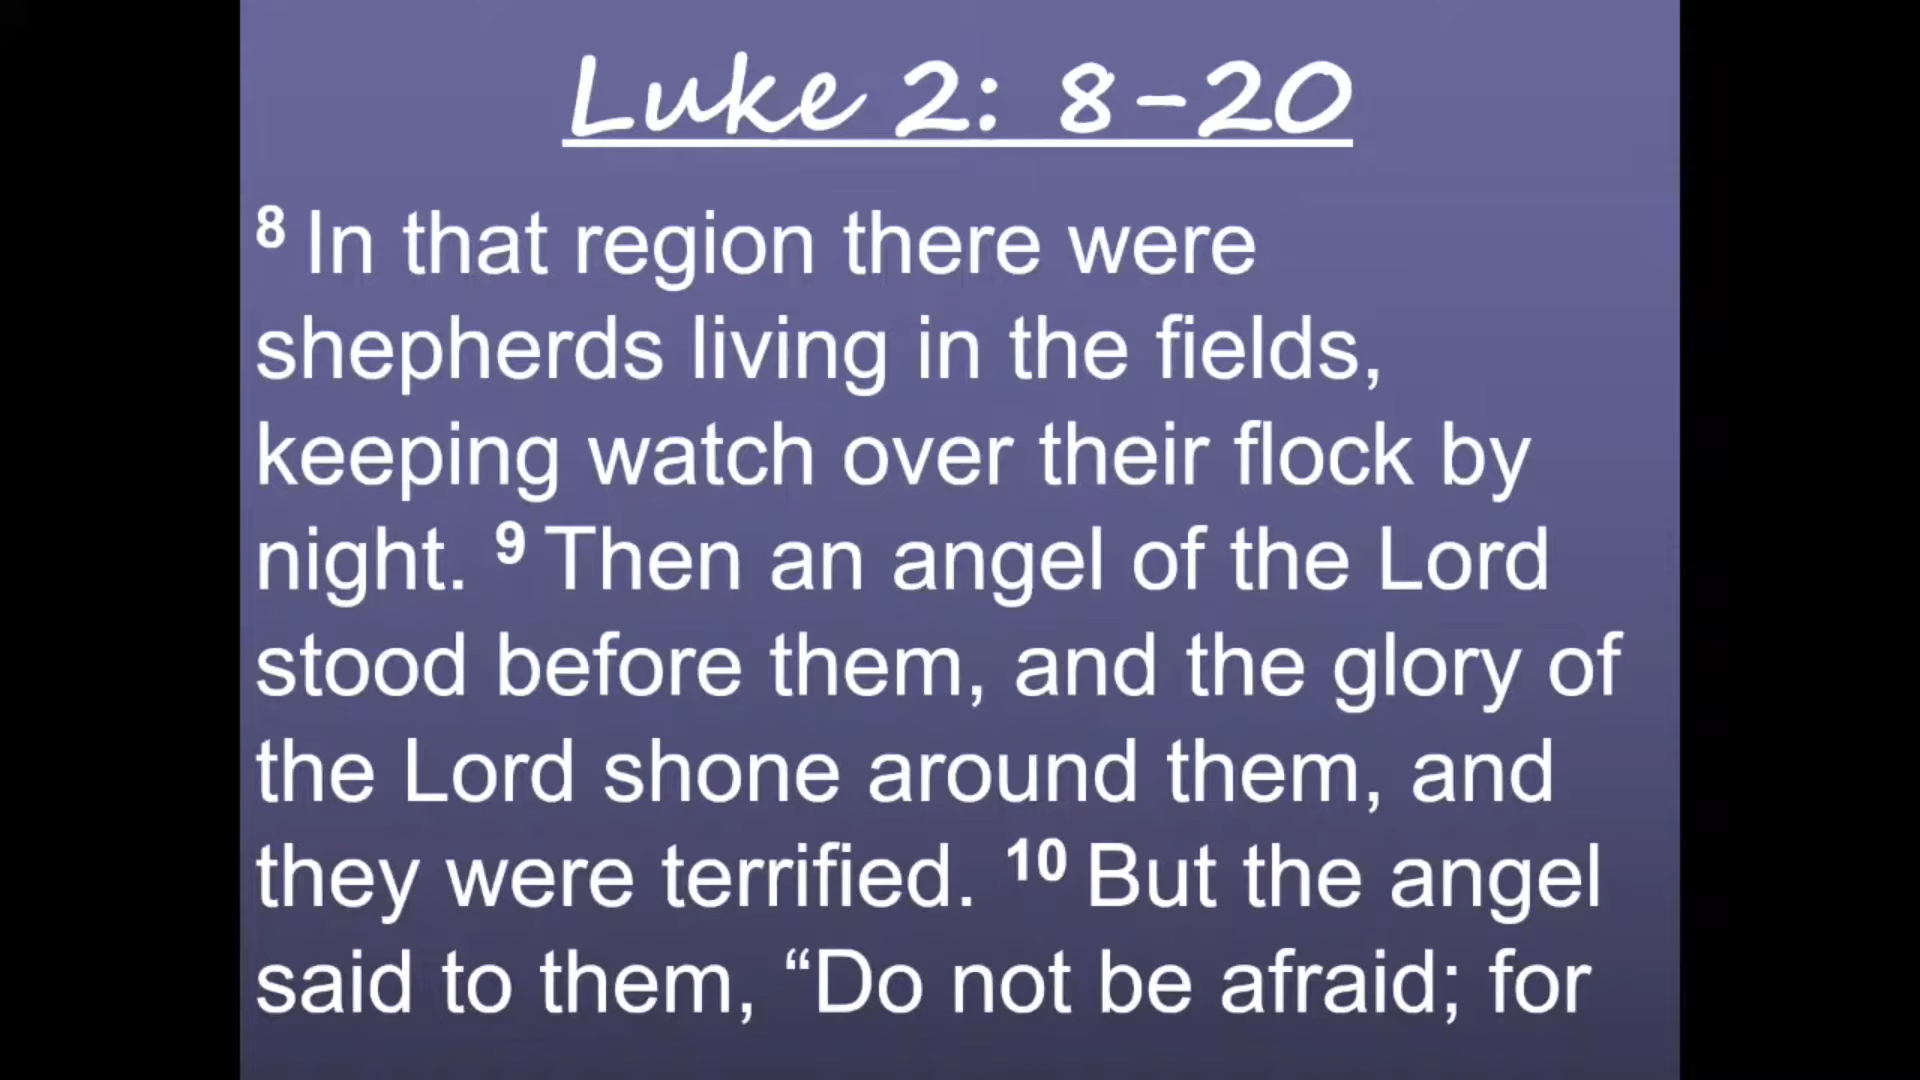 Luke 2: 8-20
8 In that region there were
shepherds living in the fields,
keeping watch over their flock by
night. 9 Then an angel of the Lord
stood before them, and the glory of
the Lord shone around them, and
they were terrified. 10 But the angel
said to them, “Do not be afraid; for